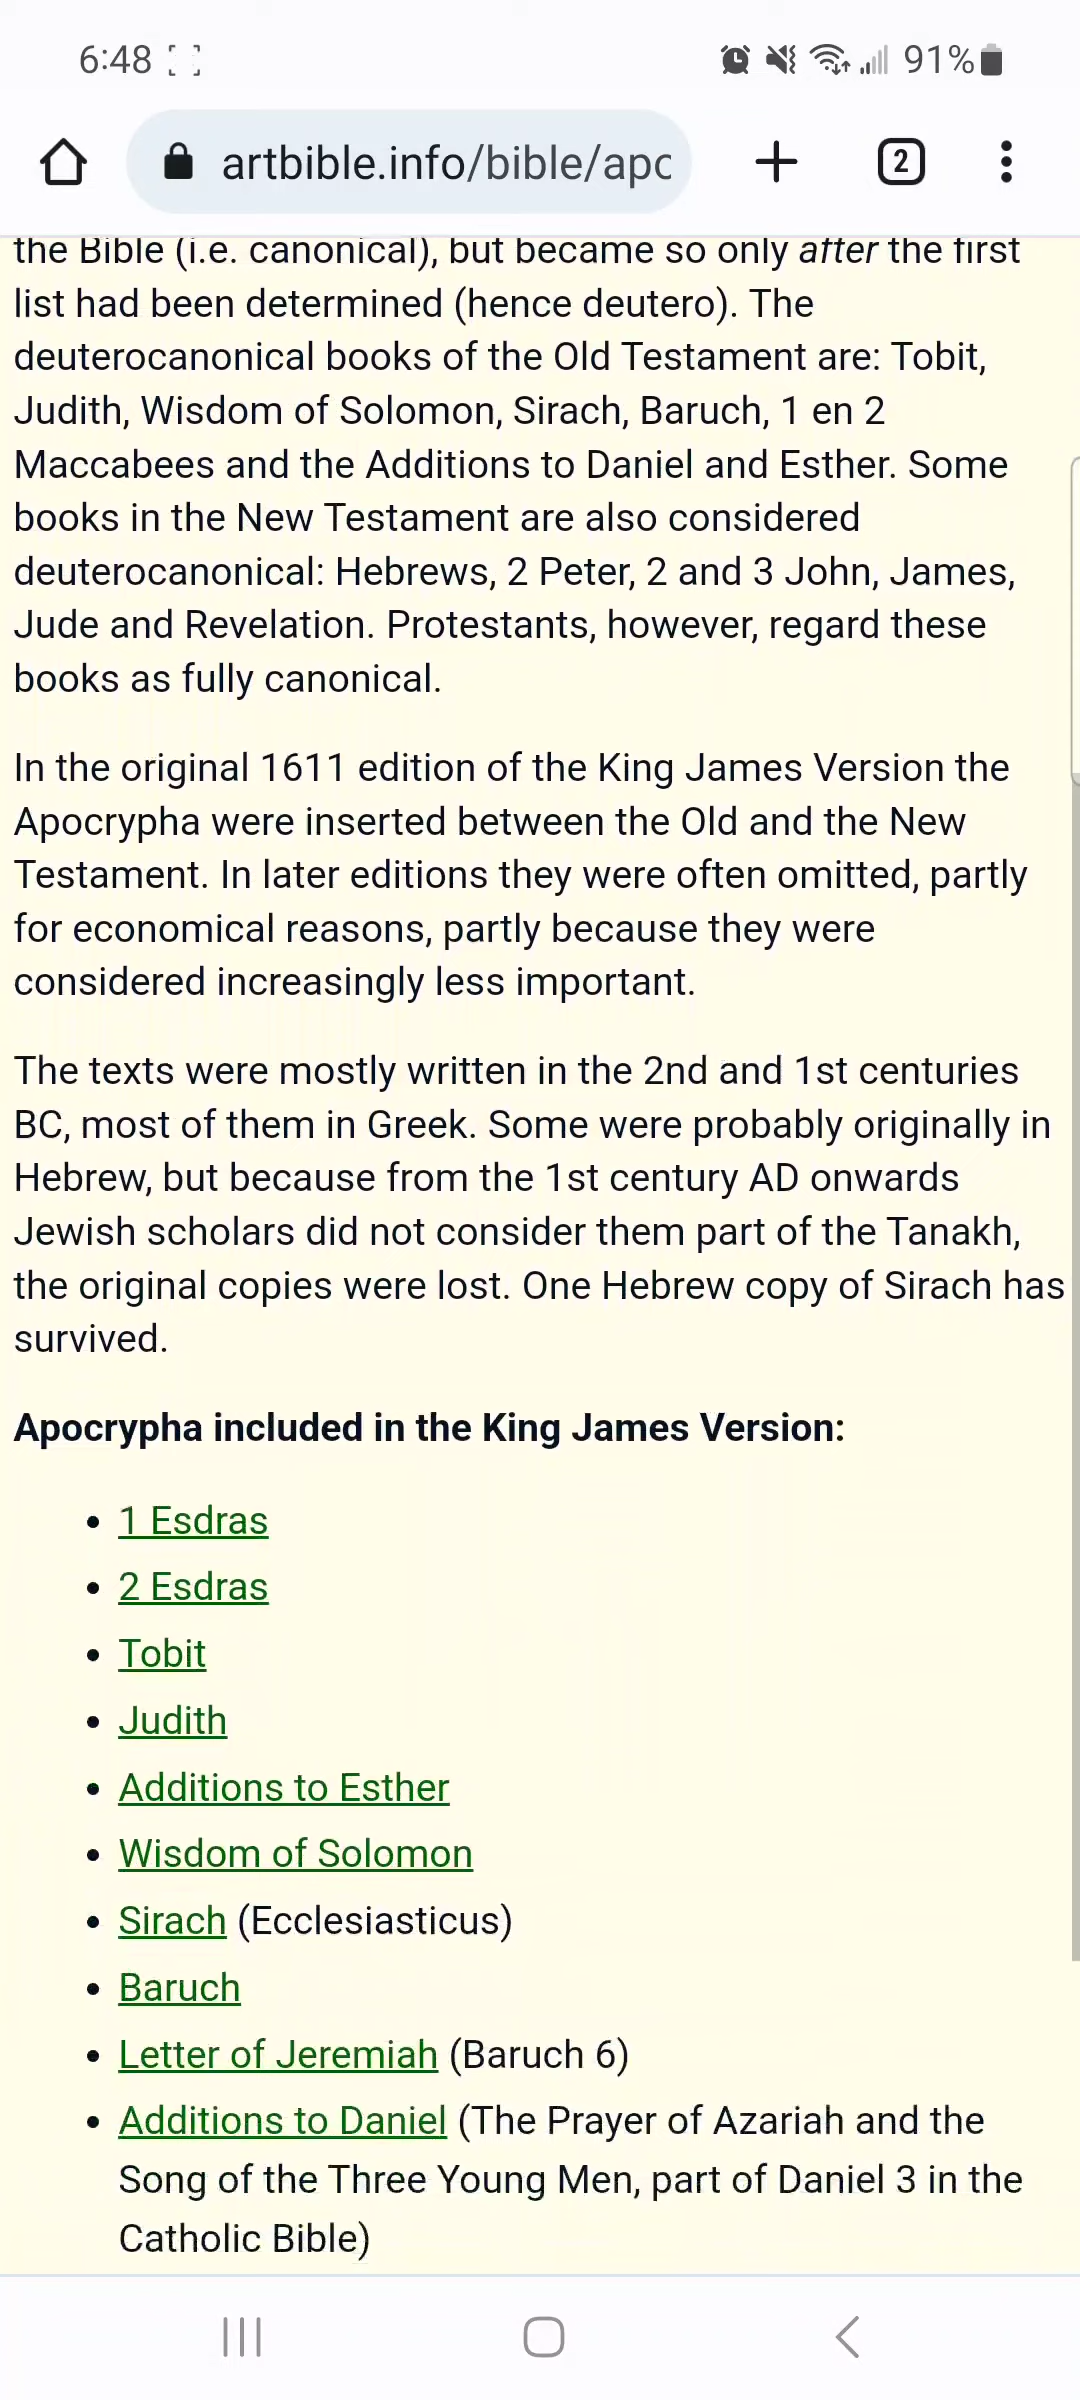 6:48
91%
artbible.info/bible/apc
2
the Bible (i.e. canonical), but became so only after the first
list had been determined (hence deutero). The
deuterocanonical books of the Old Testament are: Tobit,
Judith, Wisdom of Solomon, Sirach, Baruch, 1 en 2
Maccabees and the Additions to Daniel and Esther. Some
books in the New Testament are also considered
deuterocanonical: Hebrews, 2 Peter, 2 and 3 John, James,
Jude and Revelation. Protestants, however, regard these
books as fully canonical.
In the original 1611 edition of the King James Version the
Apocrypha were inserted between the Old and the New
Testament. In later editions they were often omitted, partly
for economical reasons, partly because they were
considered increasingly less important.
The texts were mostly written in the 2nd and 1st centuries
BC, most of them in Greek. Some were probably originally in
Hebrew, but because from the 1st century AD onwards
Jewish scholars did not consider them part of the Tanakh,
the original copies were lost. One Hebrew copy of Sirach has
survived.
Apocrypha included in the King James Version:
• 1 Esdras
• 2 Esdras
• Tobit
• Judith
• Additions to Esther
• Wisdom of Solomon
• Sirach (Ecclesiasticus)
• Baruch
• Letter of Jeremiah (Baruch 6)
• Additions to Daniel (The Prayer of Azariah and the
Song of the Three Young Men, part of Daniel 3 in the
Catholic Bible)